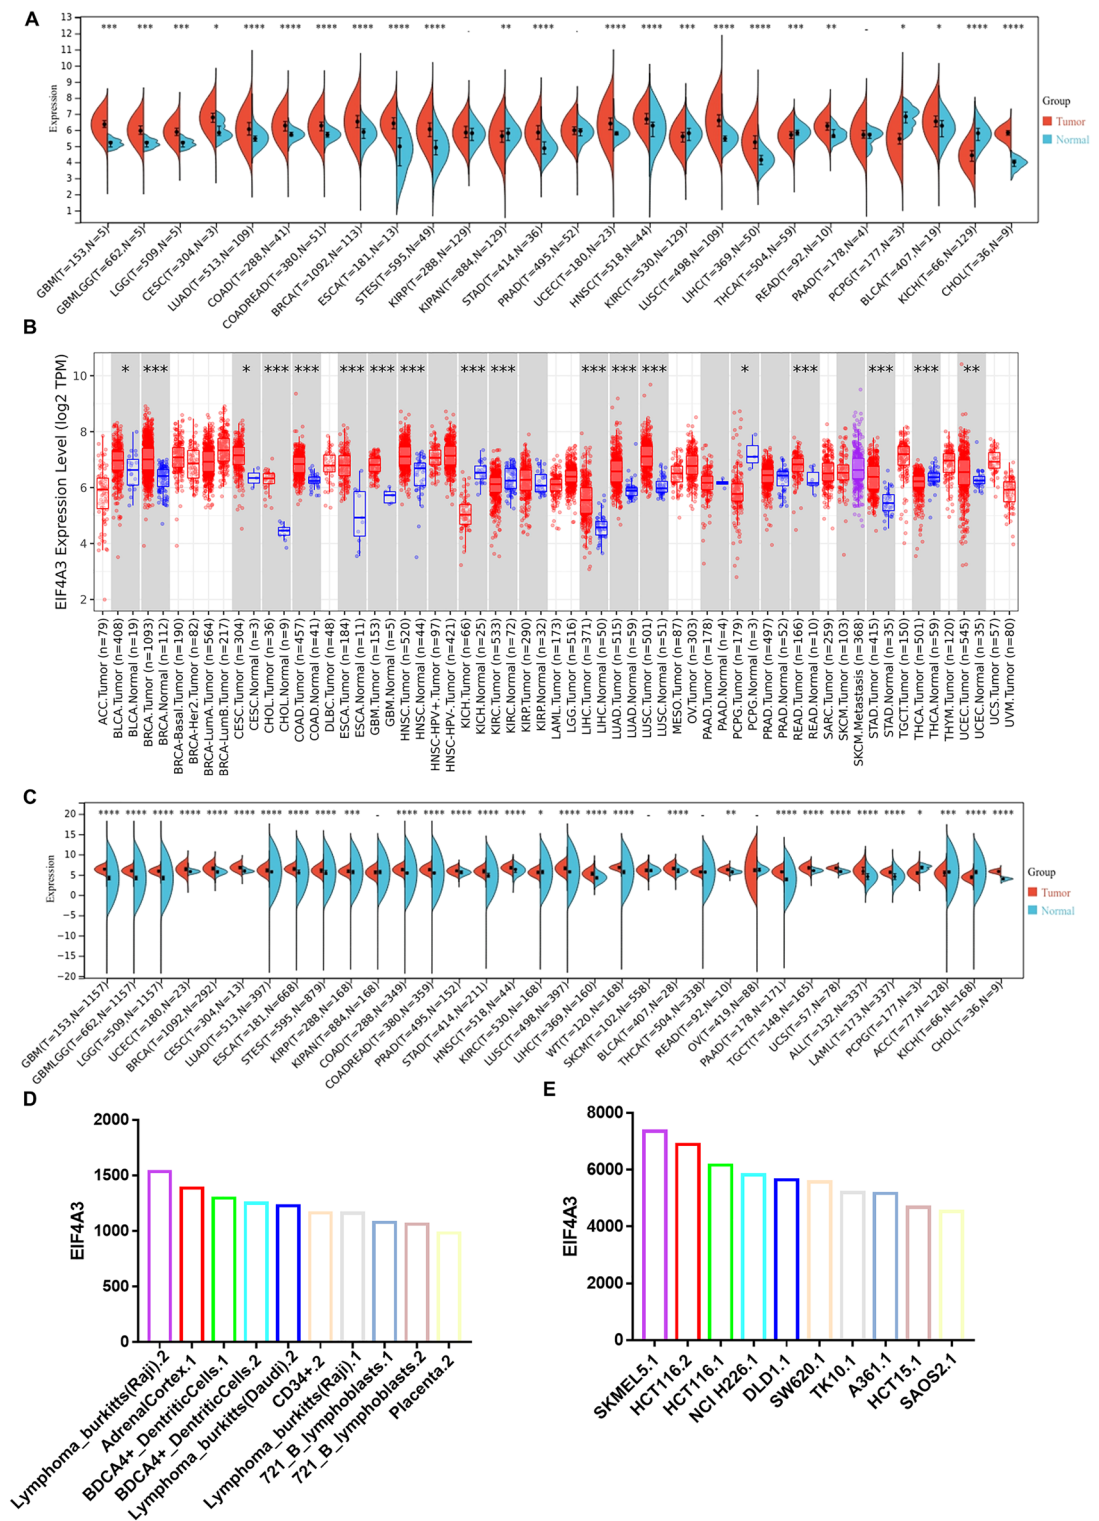 A
13
12
11
10
9
8
7
6
5
4
3
2
1
Expression
*** *** *** * **** **** **** **** **** **** - ** **** - **** **** *** **** **** *** ** - * * **** ****
Group
Tumor
Normal
GBM(T=153,N=5)
GBMLGG(T=662,N=5)
LGG(T=509,N=5)
CESC(T=304,N=3)
LUAD(T=513,N=109)
COAD(T=288,N=41)
COADREAD(T=380,N=51)
BRCA(T=1092,N=113)
ESCA(T=181,N=13)
STES(T=595,N=49)
KIRP(T=288,N=129)
KIPAN(T=884,N=129)
STAD(T=414,N=36)
PRAD(T=495,N=52)
UCEC(T=180,N=23)
HNSC(T=518,N=44)
KIRC(T=530,N=129)
LUSC(T=498,N=109)
LIHC(T=369,N=50)
THCA(T=504,N=59)
READ(T=92,N=10)
PAAD(T=178,N=4)
PCPG(T=177,N=3)
BLCA(T=407,N=19)
KICH(T=66,N=129)
CHOL(T=36,N=9)
B
EIF4A3 Expression Level (log2 TPM)
10
8
6
4
2
* *** * *** *** *** *** *** *** *** *** *** *** * *** *** *** **
ACC.Tumor (n=79)
BLCA.Tumor (n=408)
BLCA.Normal (n=19)
BRCA.Tumor (n=1093)
BRCA.Normal (n=112)
BRCA-Basal.Tumor (n=190)
BRCA-Her2.Tumor (n=82)
BRCA-LumA.Tumor (n=564)
BRCA-LumB.Tumor (n=217)
CESC.Tumor (n=304)
CESC.Normal (n=3)
CHOL.Tumor (n=36)
CHOL.Normal (n=9)
COAD.Tumor (n=457)
COAD.Normal (n=41)
DLBC.Tumor (n=48)
ESCA.Tumor (n=184)
ESCA.Normal (n=11)
GBM.Tumor (n=153)
GBM.Normal (n=5)
HNSC.Tumor (n=520)
HNSC.Normal (n=44)
HNSC-HPV+.Tumor (n=97)
HNSC-HPV-.Tumor (n=421)
KICH.Tumor (n=66)
KICH.Normal (n=25)
KIRC.Tumor (n=533)
KIRC.Normal (n=72)
KIRP.Tumor (n=290)
KIRP.Normal (n=32)
LAML.Tumor (n=173)
LGG.Tumor (n=516)
LIHC.Tumor (n=371)
LIHC.Normal (n=50)
LUAD.Tumor (n=515)
LUAD.Normal (n=59)
LUSC.Tumor (n=501)
LUSC.Normal (n=51)
MESO.Tumor (n=87)
OV.Tumor (n=303)
PAAD.Tumor (n=178)
PAAD.Normal (n=4)
PCPG.Tumor (n=179)
PCPG.Normal (n=3)
PRAD.Tumor (n=497)
PRAD.Normal (n=52)
READ.Tumor (n=166)
READ.Normal (n=10)
SARC.Tumor (n=259)
SKCM.Tumor (n=103)
SKCM.Metastasis (n=368)
STAD.Tumor (n=415)
STAD.Normal (n=35)
TGCT.Tumor (n=150)
THCA.Tumor (n=501)
THCA.Normal (n=59)
THYM.Tumor (n=120)
UCEC.Tumor (n=545)
UCEC.Normal (n=35)
UCS.Tumor (n=57)
UVM.Tumor (n=80)
C
20
15
10
5
0
−5
−10
−15
−20
Expression
**** **** **** **** **** **** **** **** **** *** - **** **** **** **** **** * **** **** **** - **** - ** - **** **** **** **** **** * *** **** ****
Group
Tumor
Normal
GBM(T=153,N=1157)
GBMLGG(T=662,N=1157)
LGG(T=509,N=1157)
UCEC(T=180,N=23)
BRCA(T=1092,N=292)
CESC(T=304,N=13)
LUAD(T=513,N=397)
ESCA(T=181,N=668)
STES(T=595,N=879)
KIRP(T=288,N=168)
KIPAN(T=884,N=168)
COAD(T=288,N=349)
COADREAD(T=380,N=359)
PRAD(T=495,N=152)
STAD(T=414,N=211)
HNSC(T=518,N=44)
KIRC(T=530,N=168)
LUSC(T=498,N=397)
LIHC(T=369,N=160)
WT(T=120,N=168)
SKCM(T=102,N=558)
BLCA(T=407,N=28)
THCA(T=504,N=338)
READ(T=92,N=10)
OV(T=419,N=88)
PAAD(T=178,N=171)
TGCT(T=148,N=165)
UCS(T=57,N=78)
ALL(T=132,N=337)
LAML(T=173,N=337)
PCPG(T=177,N=3)
ACC(T=77,N=128)
KICH(T=66,N=168)
CHOL(T=36,N=9)
D
EIF4A3
2000
1500
1000
500
0
Lymphoma_burkitts(Raji).2
AdrenalCortex.1
BDCA4+_DentriticCells.1
BDCA4+_DentriticCells.2
Lymphoma_burkitts(Daudi).2
CD34+.2
Lymphoma_burkitts(Raji).1
721_B_lymphoblasts.1
721_B_lymphoblasts.2
Placenta.2
E
EIF4A3
8000
6000
4000
2000
0
SKMEL5.1
HCT116.2
HCT116.1
NCI H226.1
DLD1.1
SW620.1
TK10.1
A361.1
HCT15.1
SAOS2.1